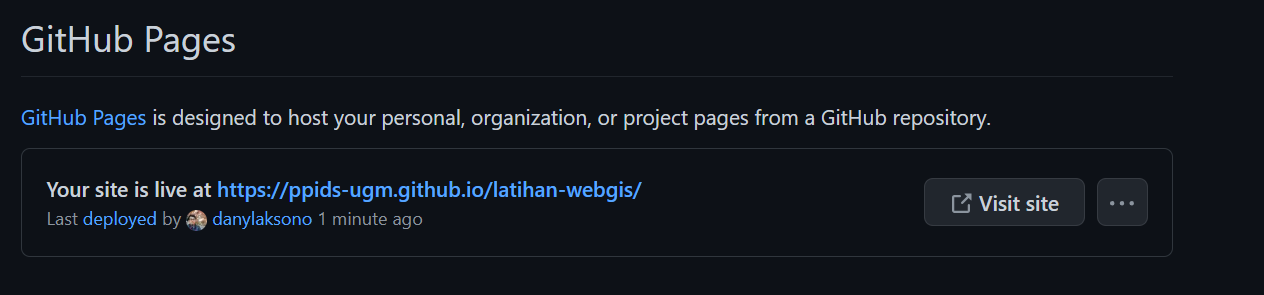 GitHub Pages
GitHub Pages is designed to host your personal, organization, or project pages from a GitHub repository.
Your site is live at https://ppids-ugm.github.io/latihan-webgis/
Last deployed by danylaksono 1 minute ago
Visit site